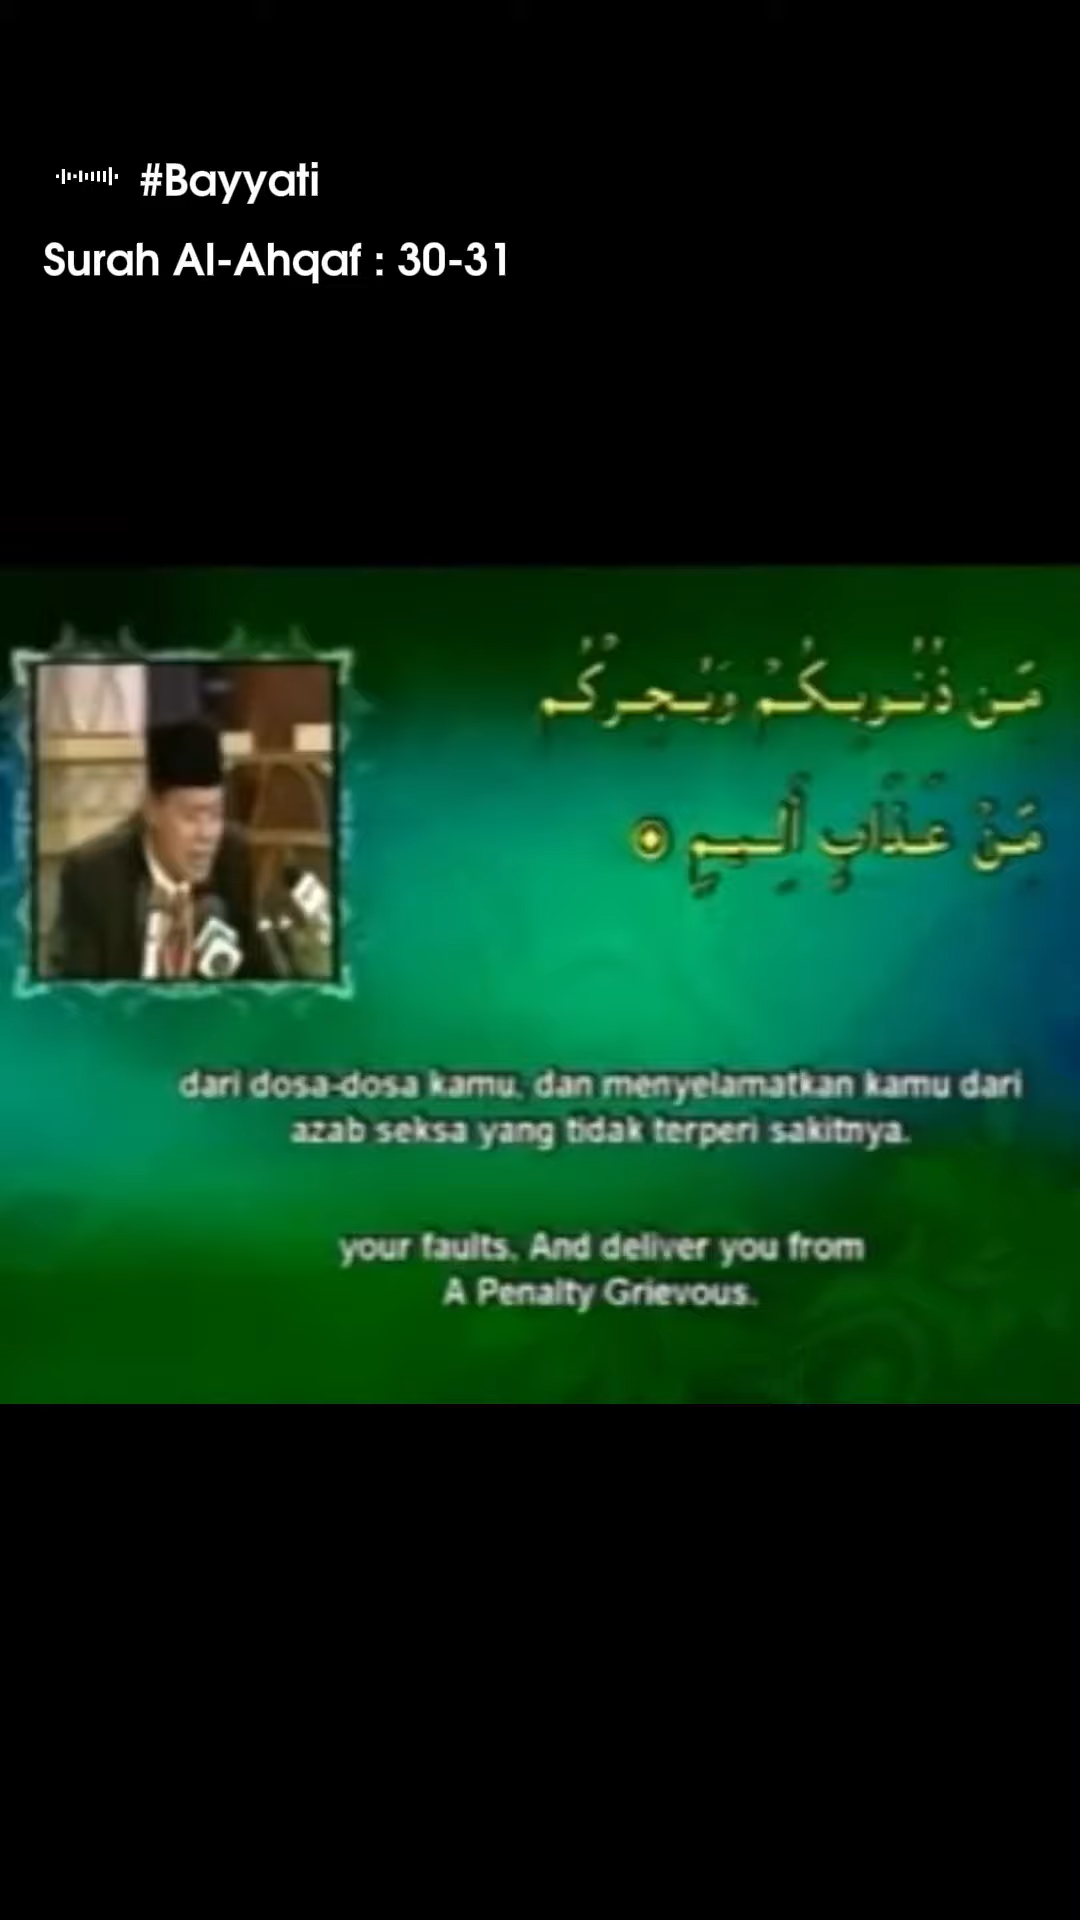 #Bayyati
Surah Al-Ahqaf : 30-31
مِّن ذُنُوبِكُمْ وَيُجِرْكُم
مِّنْ عَذَابٍ أَلِيمٍ
dari dosa-dosa kamu, dan menyelamatkan kamu dari
azab seksa yang tidak terperi sakitnya.
your faults, And deliver you from
A Penalty Grievous.